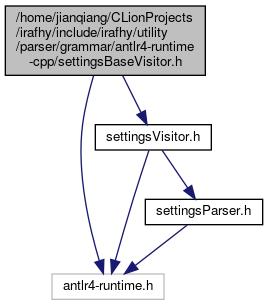 /home/jianqiang/CLionProjects
/irafhy/include/irafhy/utility
/parser/grammar/antlr4-runtime
-cpp/settingsBaseVisitor.h
settingsVisitor.h
settingsParser.h
antlr4-runtime.h